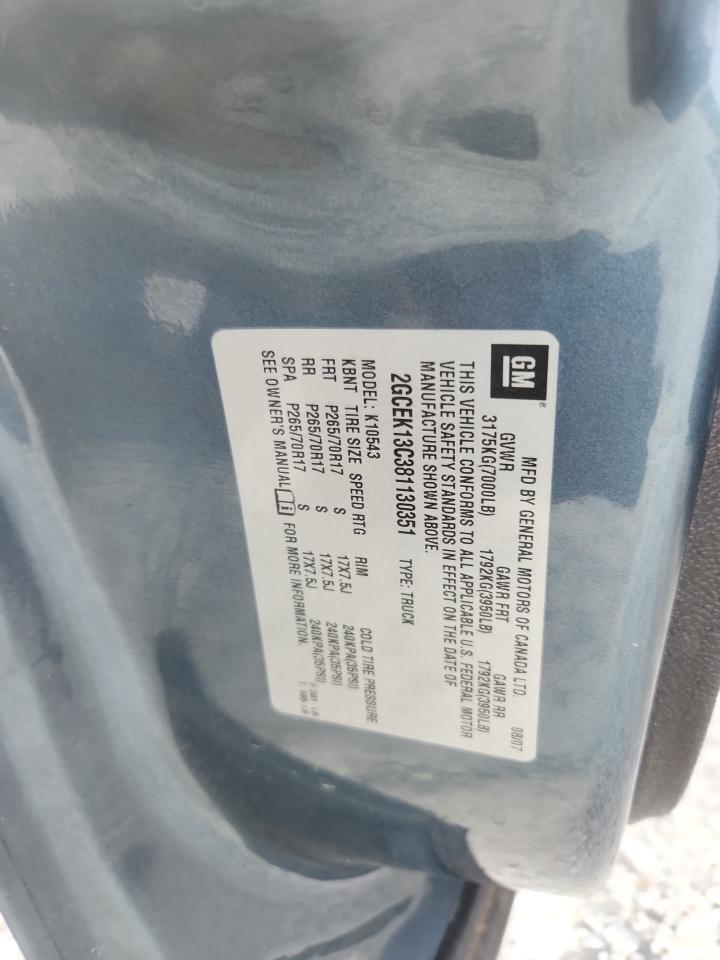 GM
MFD BY GENERAL MOTORS OF CANADA LTD. 08/07
GVWR GAWR FRT GAWR RR
3175KG(7000LB) 1792KG(3950LB) 1792KG(3950LB)
THIS VEHICLE CONFORMS TO ALL APPLICABLE U.S. FEDERAL MOTOR
VEHICLE SAFETY STANDARDS IN EFFECT ON THE DATE OF
MANUFACTURE SHOWN ABOVE.
2GCEK13C381130351 TYPE: TRUCK
MODEL: K10543
KBNT TIRE SIZE SPEED RTG RIM COLD TIRE PRESSURE
FRT P265/70R17 S 17X7.5J 240KPA(35PSI)
RR P265/70R17 S 17X7.5J 240KPA(35PSI)
SPA P265/70R17 S 17X7.5J 240KPA(35PSI)
SEE OWNER'S MANUAL FOR MORE INFORMATION.